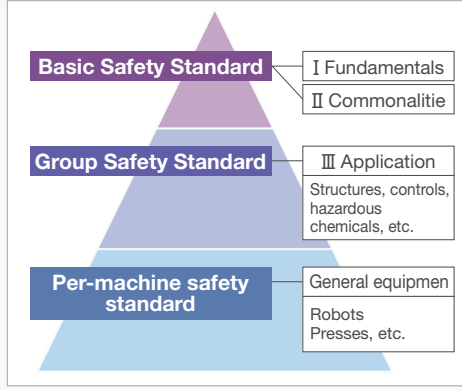 Basic Safety Standard
Ⅰ Fundamentals
Ⅱ Commonalitie
Group Safety Standard
Ⅲ Application
Structures, controls,
hazardous
chemicals, etc.
Per-machine safety
standard
General equipmen
Robots
Presses, etc.